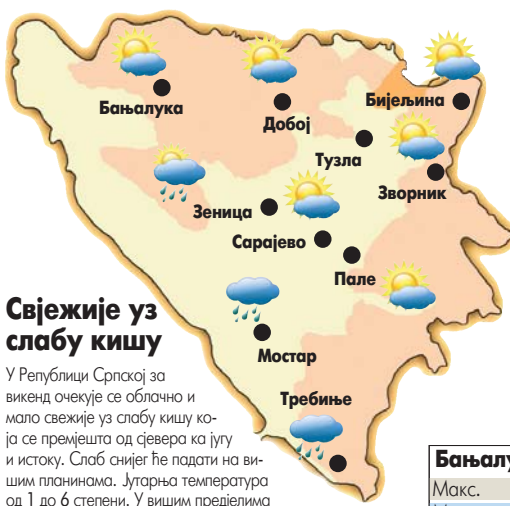 Бањалука
Добој
Бијељина
Тузла
Зворник
Зеница
Сарајево
Пале
Мостар
Требиње
Свјежије уз
слабу кишу
У Републици Српској за
викенд очекује се облачно и
мало свежије уз слабу кишу ко-
ја се премјешта од сјевера ка југу
и истоку. Слаб снијег ће падати на ви-
шим планинама. Јутарња температура
од 1 до 6 степени. У вишим предјелима
Макс.